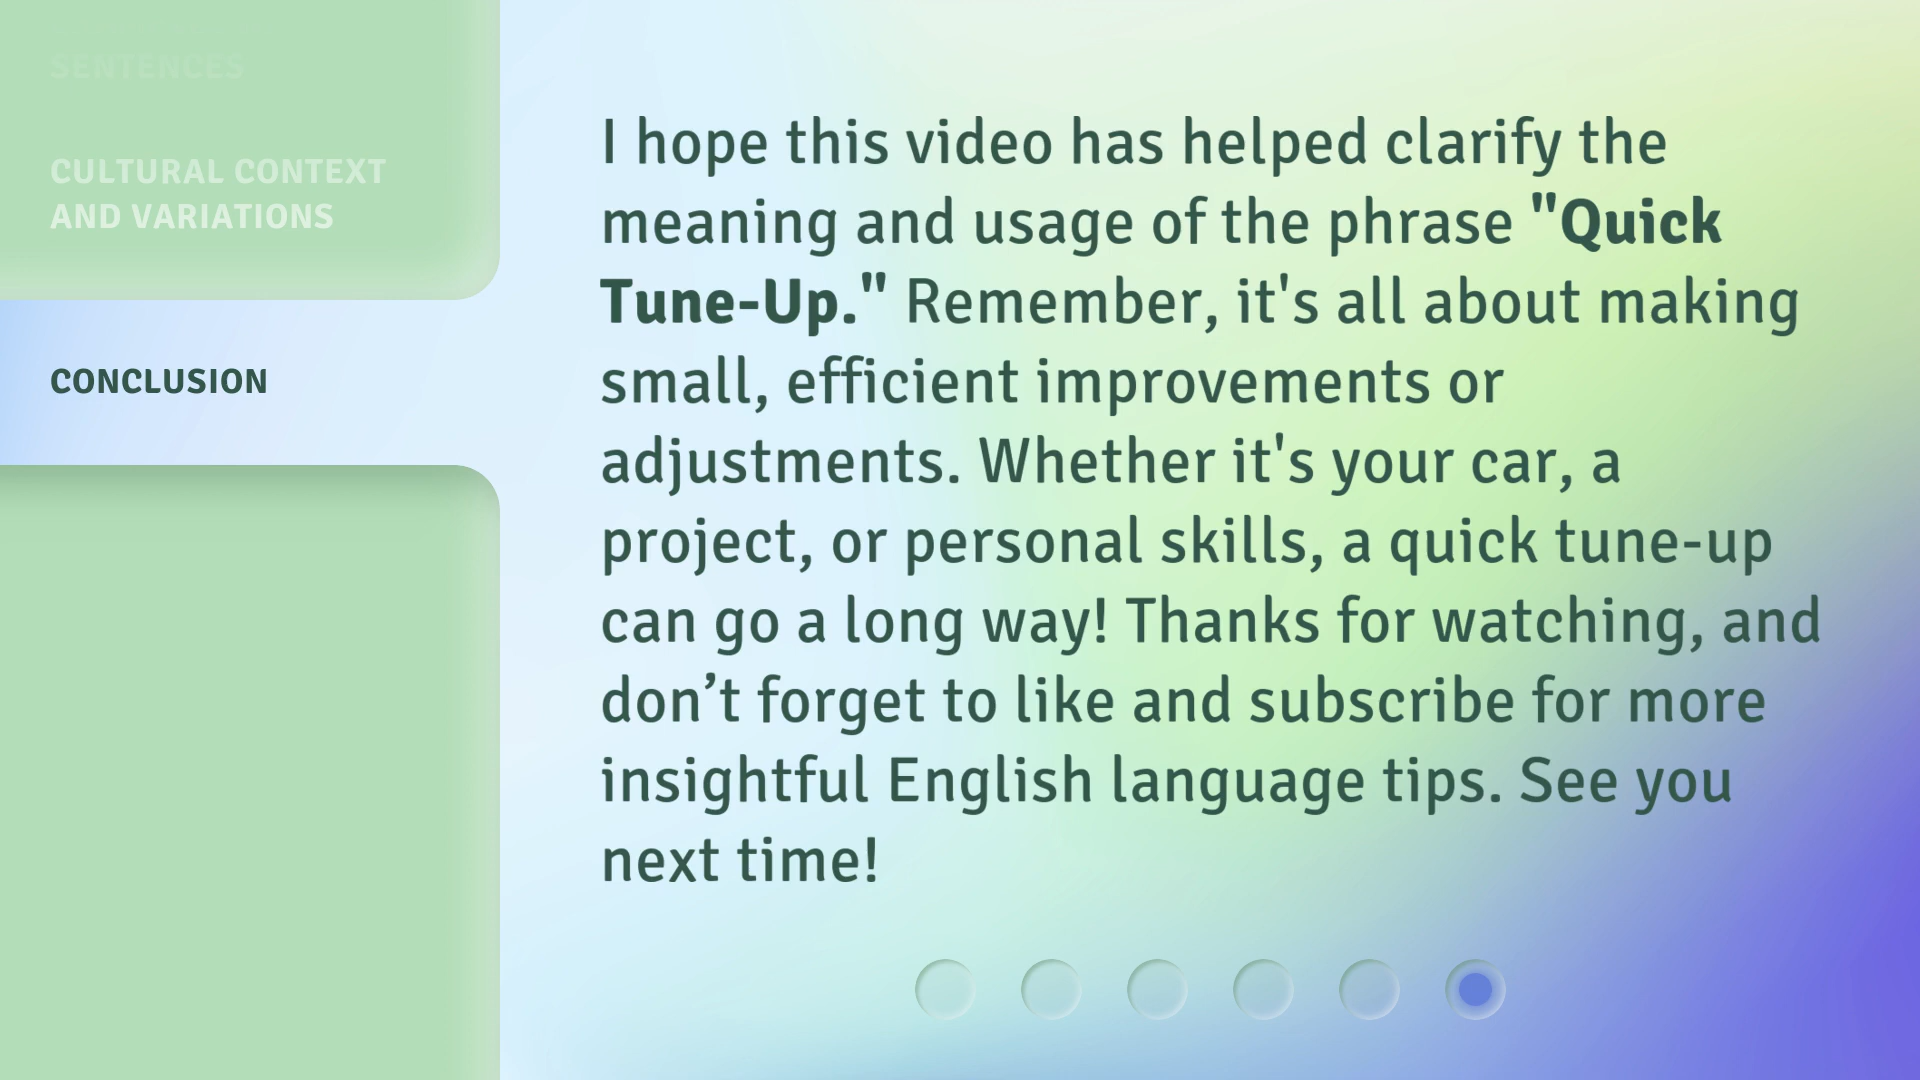 SENTENCES
CULTURAL CONTEXT
AND VARIATIONS
CONCLUSION
I hope this video has helped clarify the
meaning and usage of the phrase "Quick
Tune-Up." Remember, it's all about making
small, efficient improvements or
adjustments. Whether it's your car, a
project, or personal skills, a quick tune-up
can go a long way! Thanks for watching, and
don’t forget to like and subscribe for more
insightful English language tips. See you
next time!